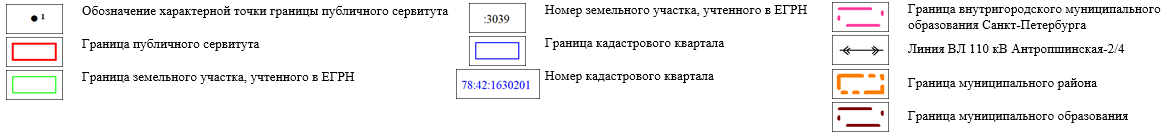 1
Обозначение характерной точки границы публичного сервитута
Граница публичного сервитута
Граница земельного участка, учтенного в ЕГРН
:3039
Номер земельного участка, учтенного в ЕГРН
Граница кадастрового квартала
78:42:1630201
Номер кадастрового квартала
Граница внутригородского муниципального
образования Санкт-Петербурга
Линия ВЛ 110 кВ Антропшинская-2/4
Граница муниципального района
Граница муниципального образования